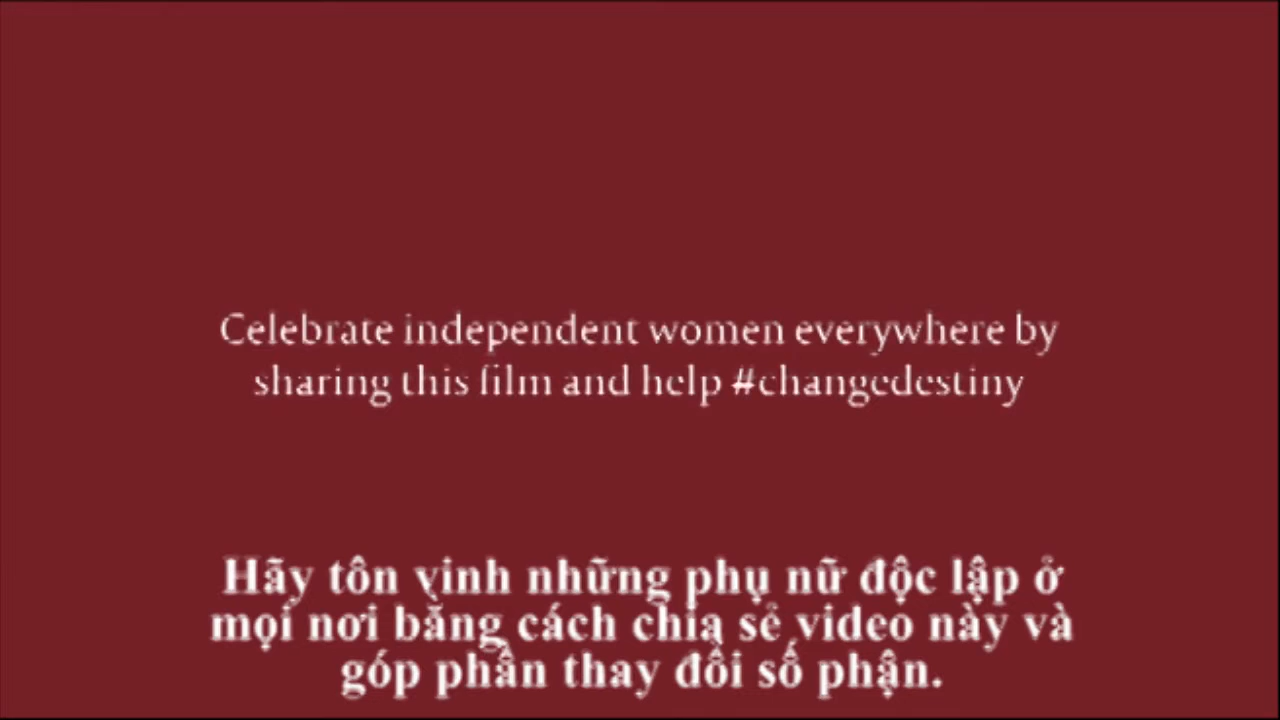 Celebrate independent women everywhere by
sharing this film and help #changedestiny
Hãy tôn vinh những phụ nữ độc lập ở
mọi nơi bằng cách chia sẻ video này và
góp phần thay đổi số phận.